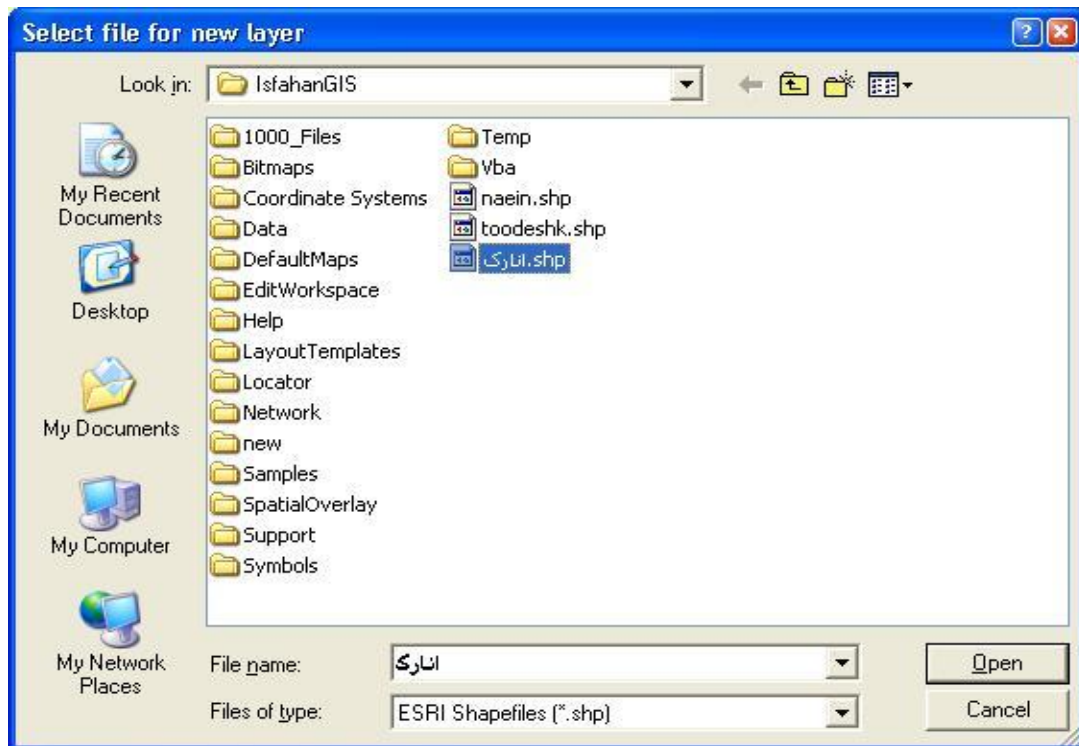 Select file for new layer
Look in: IsfahanGIS
My Recent Documents
Desktop
My Documents
My Computer
My Network Places
1000_Files
Bitmaps
Coordinate Systems
Data
DefaultMaps
EditWorkspace
Help
LayoutTemplates
Locator
Network
new
Samples
SpatialOverlay
Support
Symbols
Temp
Vba
naein.shp
toodeshk.shp
انارک.shp
File name: انارک
Open
Files of type: ESRI Shapefiles (*.shp)
Cancel